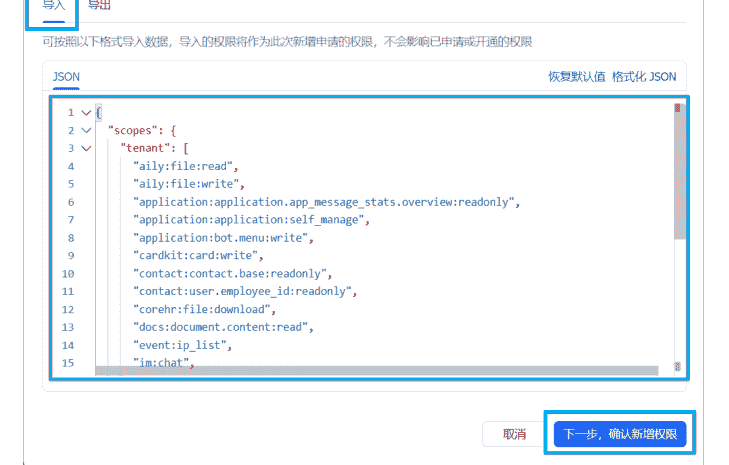 导入 导出
可按照以下格式导入数据，导入的权限将作为此次新增申请的权限，不会影响已申请或开通的权限
JSON 恢复默认值 格式化 JSON
1 {
2 "scopes": {
3 "tenant": [
4 "aily:file:read",
5 "aily:file:write",
6 "application:application.app_message_stats.overview:readonly",
7 "application:application:self_manage",
8 "application:bot.menu:write",
9 "cardkit:card:write",
10 "contact:contact.base:readonly",
11 "contact:user.employee_id:readonly",
12 "corehr:file:download",
13 "docs:document.content:read",
14 "event:ip_list",
15 "im:chat",
取消 下一步，确认新增权限